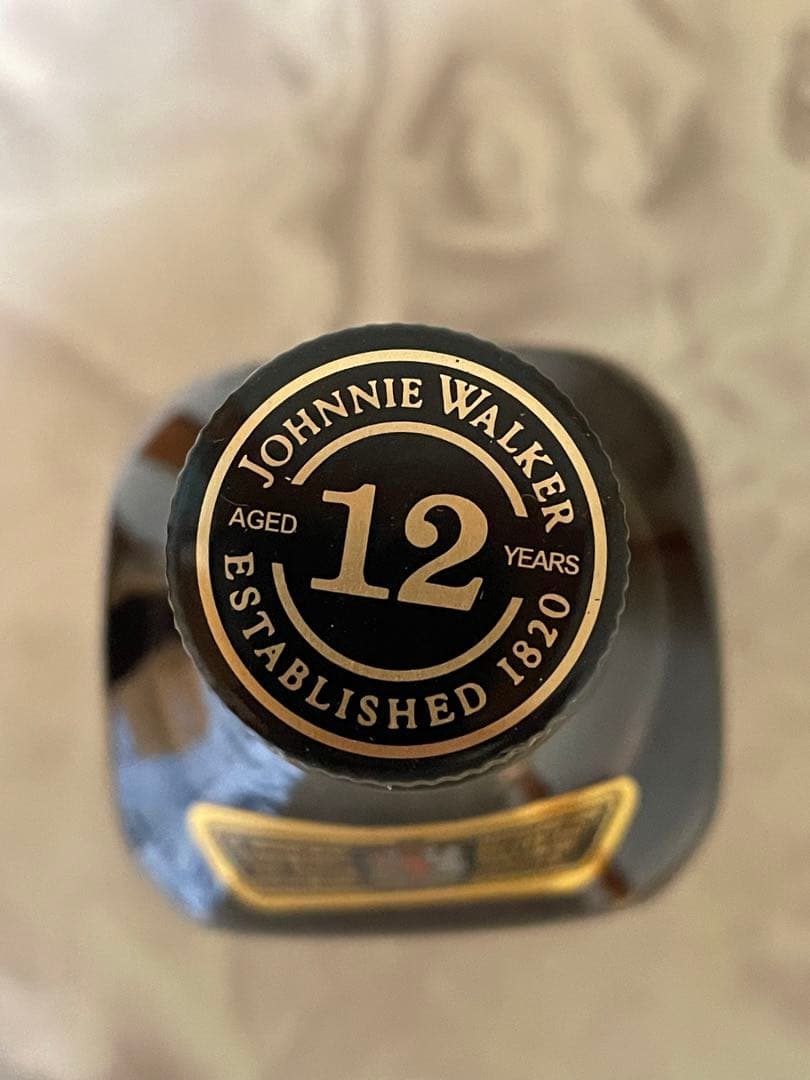 JOHNNIE WALKER
AGED 12 YEARS
ESTABLISHED 1820